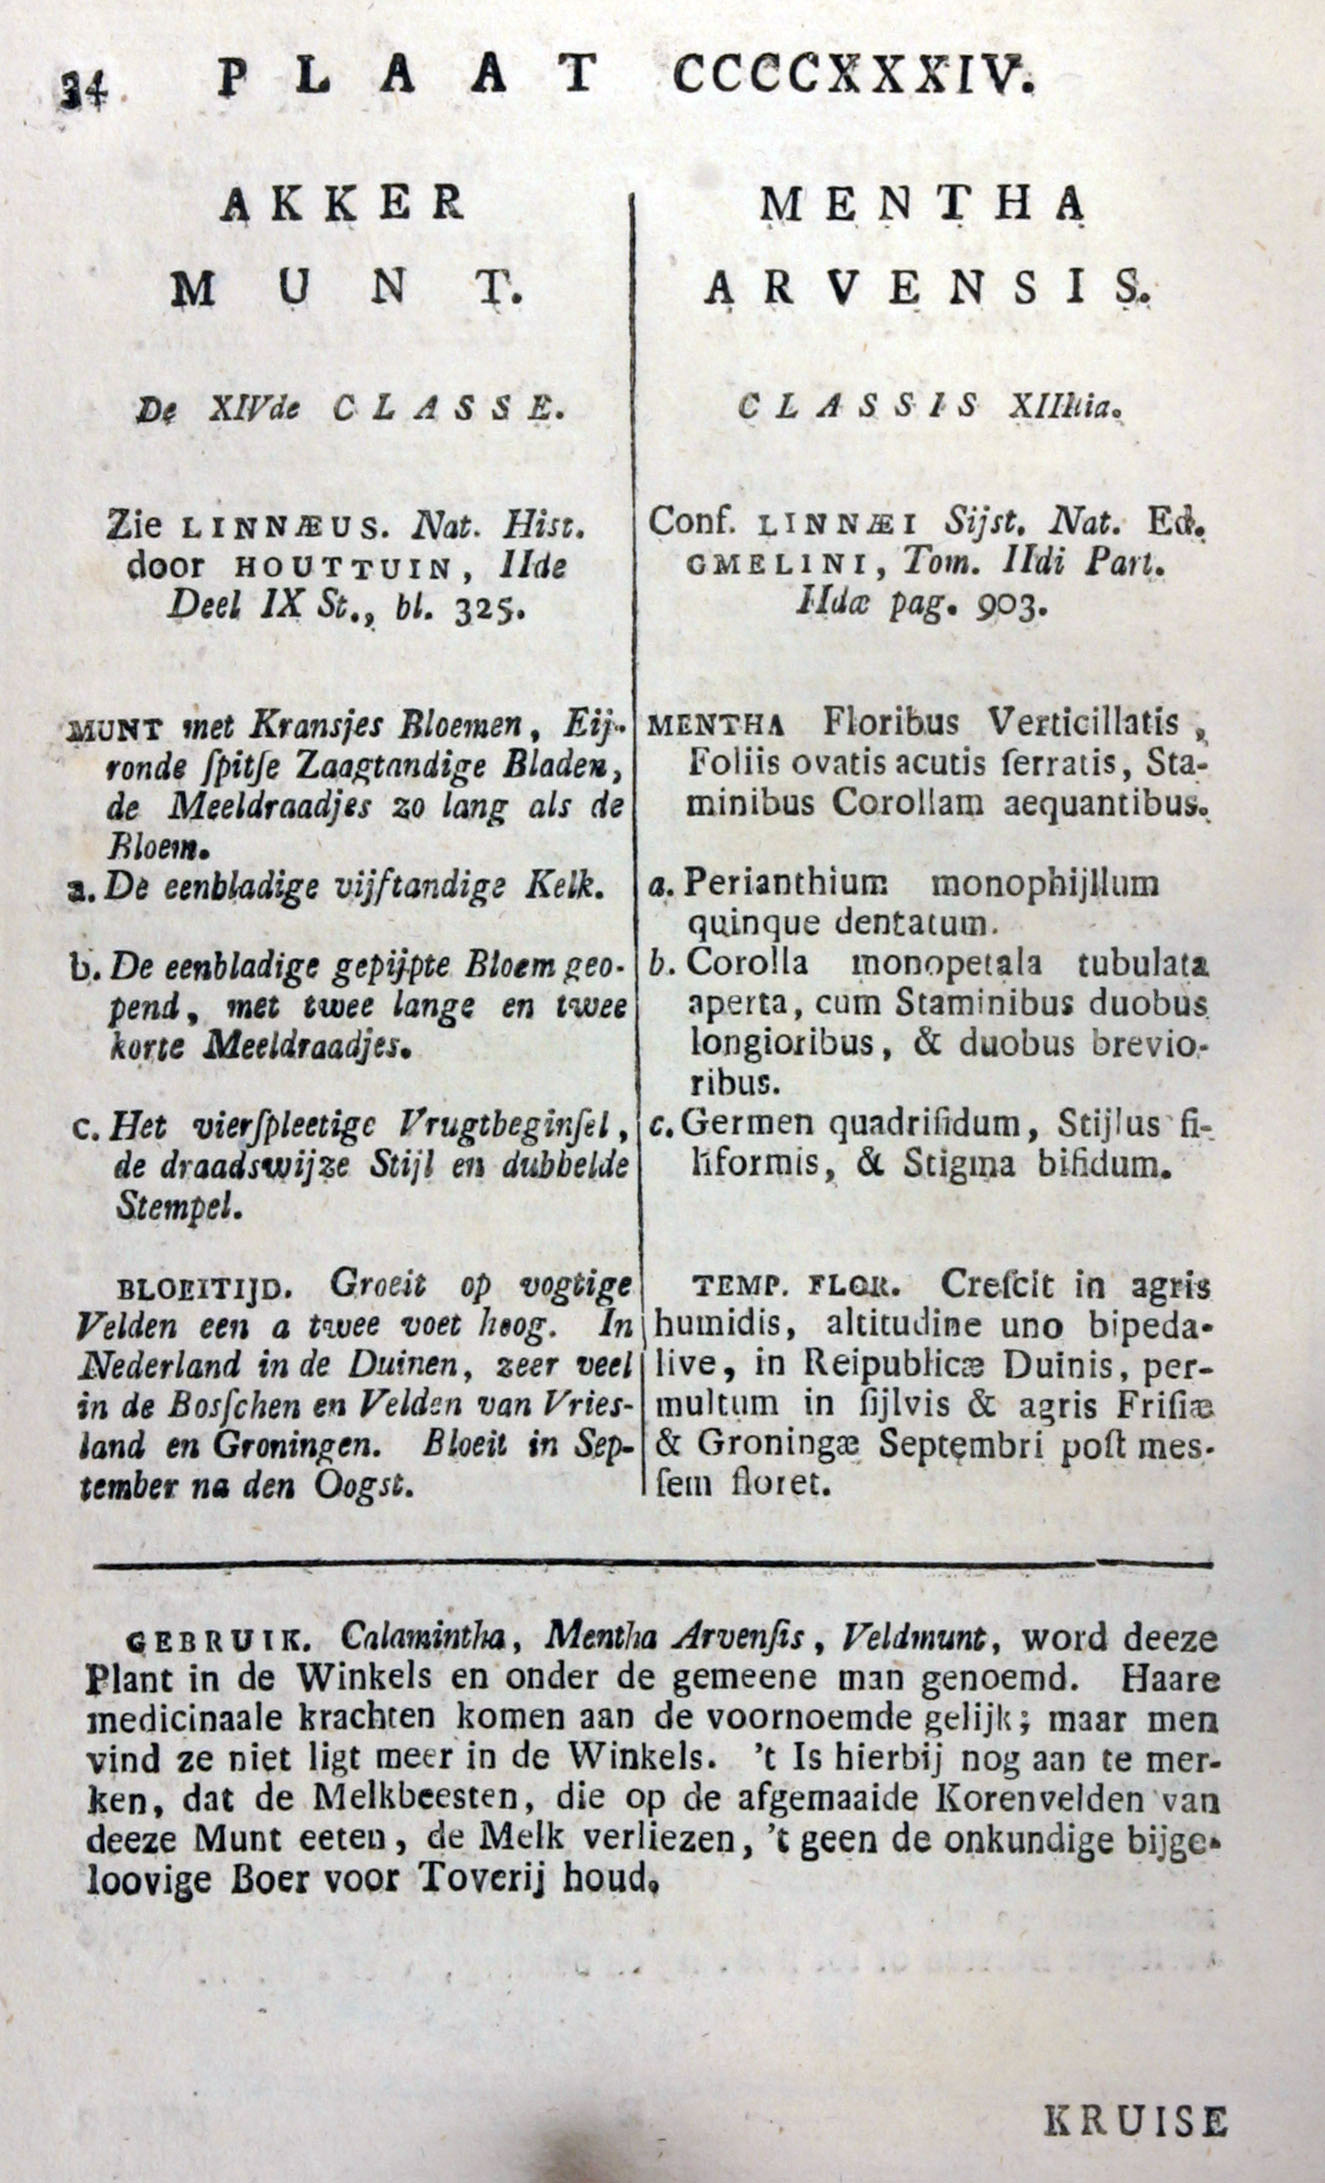 34 PLAAT CCCCXXXIV.
AKKER
MUNT.
De XIVde CLASSE.
Zie LINNÆUS. Nat. Hist.
door HOUTTUIN, IIde
Deel IX St., bl. 325.
MUNT met Kransjes Bloemen, Eij-
ronde ſpitſe Zaagtandige Bladen,
de Meeldraadjes zo lang als de
Bloem.
a. De eenbladige vijftandige Kelk.
b. De eenbladige gepijpte Bloem geo-
pend, met twee lange en twee
korte Meeldraadjes.
c. Het vierſpleetige Vrugtbeginſel,
de draadswijze Stijl en dubbelde
Stempel.
BLOEITIJD. Groeit op vogtige
Velden een a twee voet hoog. In
Nederland in de Duinen, zeer veel
in de Bosſchen en Velden van Vries-
land en Groningen. Bloeit in Sep-
tember na den Oogst.
MENTHA
ARVENSIS.
CLASSIS XIItia.
Conf. LINNÆI Sijst. Nat. Ed.
GMELINI, Tom. IIdi Part.
IIdæ pag. 903.
MENTHA Floribus Verticillatis,
Foliis ovatis acutis ſerratis, Sta-
minibus Corollam aequantibus.
a. Perianthium monophijllum
quinque dentatum.
b. Corolla monopetala tubulata
aperta, cum Staminibus duobus
longioribus, & duobus brevio-
ribus.
c. Germen quadrifidum, Stijlus fi-
liformis, & Stigma bifidum.
TEMP. FLOR. Creſcit in agris
humidis, altitudine uno bipeda-
live, in Reipublicæ Duinis, per-
multum in ſijlvis & agris Friſiæ
& Groningæ Septembri poſt mes-
ſem floret.
GEBRUIK. Calamintha, Mentha Arvenſis, Veldmunt, word deeze
Plant in de Winkels en onder de gemeene man genoemd. Haare
medicinaale krachten komen aan de voornoemde gelijk; maar men
vind ze niet ligt meer in de Winkels. 't Is hierbij nog aan te mer-
ken, dat de Melkbeesten, die op de afgemaaide Korenvelden van
deeze Munt eeten, de Melk verliezen, 't geen de onkundige bijge-
loovige Boer voor Toverij houd.
KRUISE